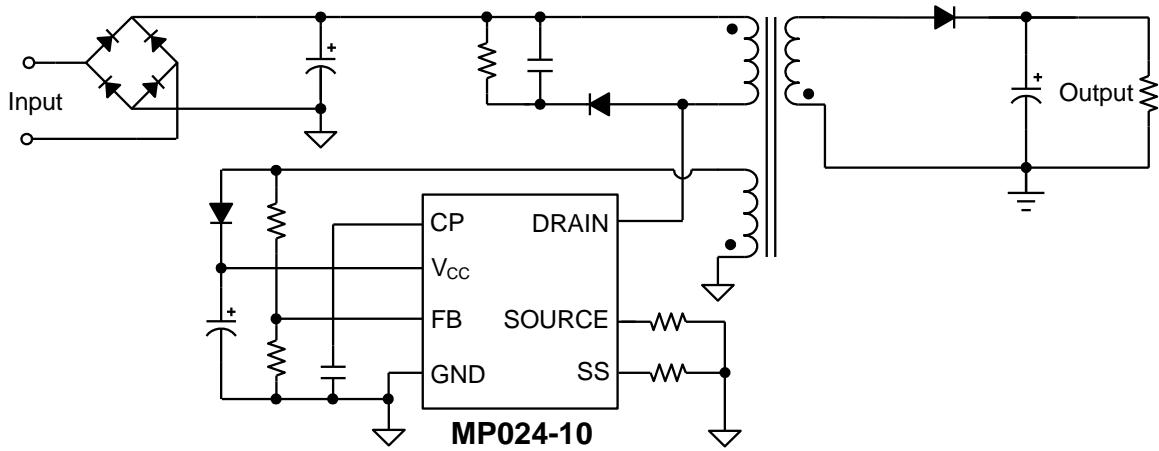 +
+
Input
Output
CP
DRAIN
VCC
+
FB
SOURCE
GND
SS
MP024-10